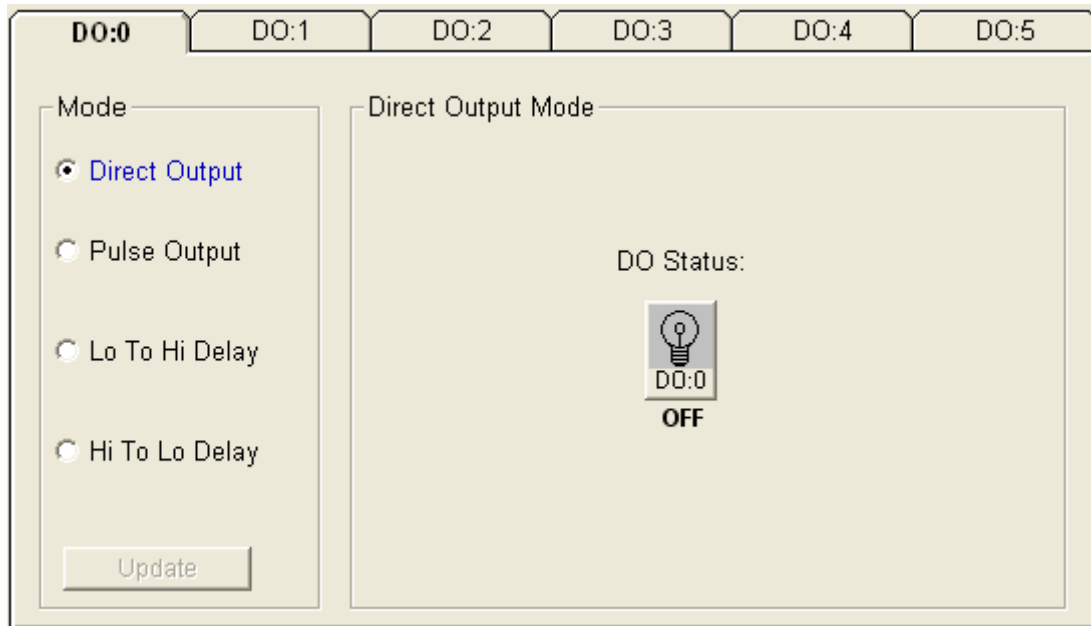 DO:0 DO:1 DO:2 DO:3 DO:4 DO:5
Mode
Direct Output
Pulse Output
Lo To Hi Delay
Hi To Lo Delay
Update
Direct Output Mode
DO Status:
DO:0
OFF